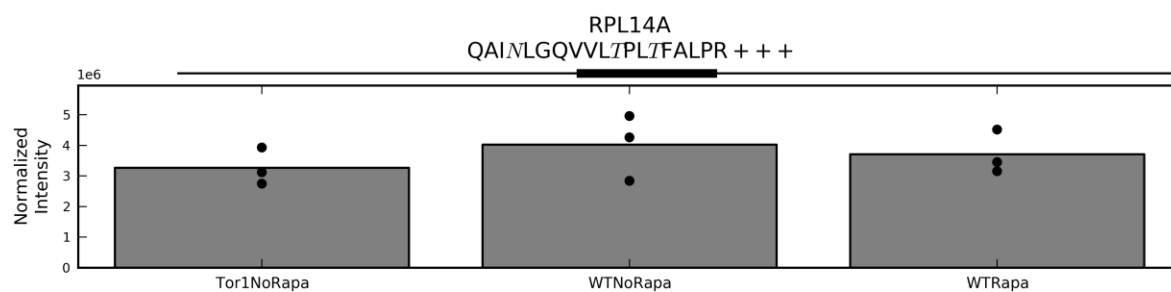 RPL14A
QAINLGQVVLTPLTFALPR + + +
1e6
Normalized
Intensity
5
4
3
2
1
0
Tor1NoRapa WTNoRapa WTRapa